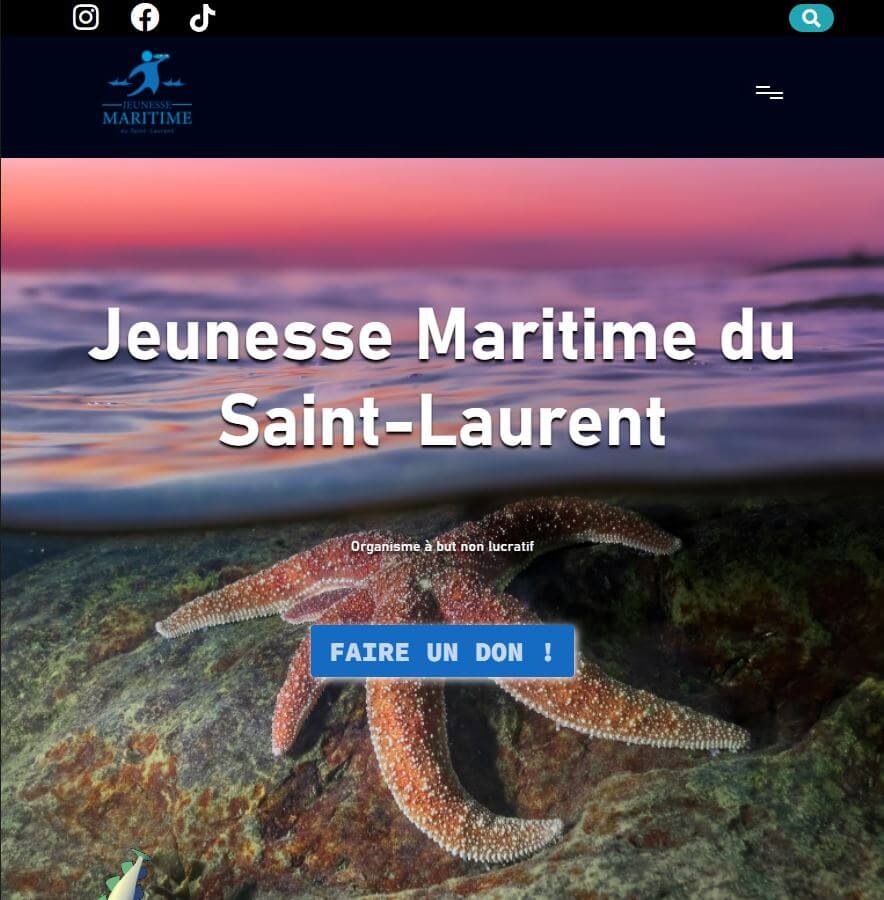 JEUNESSE
MARITIME
du Saint-Laurent
Jeunesse Maritime du
Saint-Laurent
Organisme à but non lucratif
FAIRE UN DON !